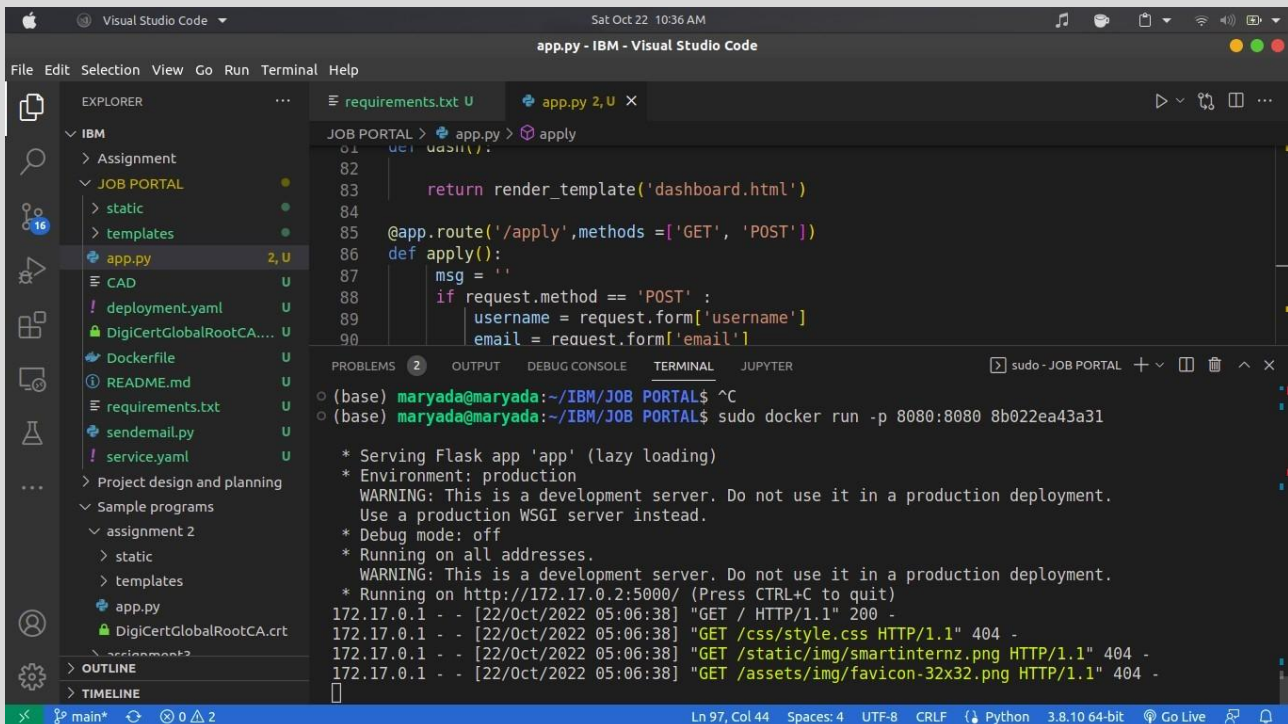 Visual Studio Code
Sat Oct 22 10:36 AM
app.py - IBM - Visual Studio Code
File Edit Selection View Go Run Terminal Help
EXPLORER
IBM
> Assignment
JOB PORTAL
> static
> templates
app.py 2, U
CAD U
! deployment.yaml U
DigiCertGlobalRootCA.... U
Dockerfile U
README.md U
requirements.txt U
sendemail.py U
! service.yaml U
> Project design and planning
Sample programs
assignment 2
> static
> templates
app.py
DigiCertGlobalRootCA.crt
> assignment3
> OUTLINE
> TIMELINE
16
requirements.txt U
app.py 2, U
JOB PORTAL > app.py > apply
81 def dash():
82
83 return render_template('dashboard.html')
84
85 @app.route('/apply',methods =['GET', 'POST'])
86 def apply():
87 msg = ''
88 if request.method == 'POST' :
89 username = request.form['username']
90 email = request.form['email']
PROBLEMS 2 OUTPUT DEBUG CONSOLE TERMINAL JUPYTER
sudo - JOB PORTAL
(base) maryada@maryada:~/IBM/JOB PORTAL$ ^C
(base) maryada@maryada:~/IBM/JOB PORTAL$ sudo docker run -p 8080:8080 8b022ea43a31
* Serving Flask app 'app' (lazy loading)
* Environment: production
WARNING: This is a development server. Do not use it in a production deployment.
Use a production WSGI server instead.
* Debug mode: off
* Running on all addresses.
WARNING: This is a development server. Do not use it in a production deployment.
* Running on http://172.17.0.2:5000/ (Press CTRL+C to quit)
172.17.0.1 - - [22/Oct/2022 05:06:38] "GET / HTTP/1.1" 200 -
172.17.0.1 - - [22/Oct/2022 05:06:38] "GET /css/style.css HTTP/1.1" 404 -
172.17.0.1 - - [22/Oct/2022 05:06:38] "GET /static/img/smartinternz.png HTTP/1.1" 404 -
172.17.0.1 - - [22/Oct/2022 05:06:38] "GET /assets/img/favicon-32x32.png HTTP/1.1" 404 -
main* 0 2
Ln 97, Col 44 Spaces: 4 UTF-8 CRLF Python 3.8.10 64-bit Go Live